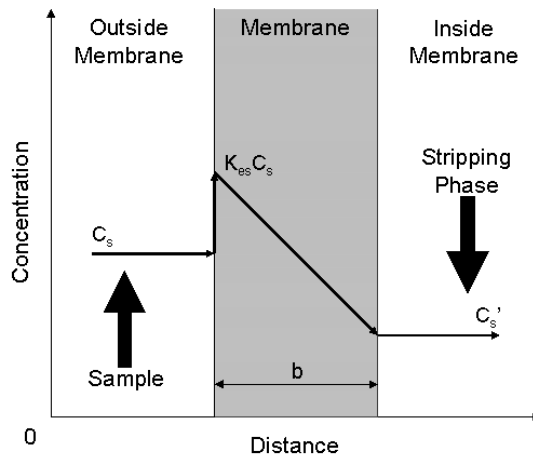 Outside
Membrane
Membrane
Inside
Membrane
Concentration
KesCs
Stripping
Phase
Cs
Cs’
b
Sample
0
Distance